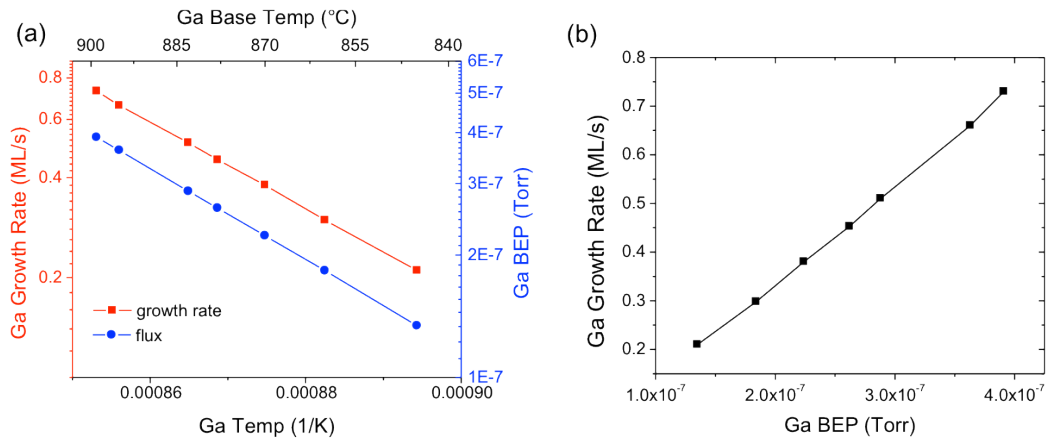 (a)
Ga Base Temp (°C)
900 885 870 855 840
Ga Growth Rate (ML/s)
0.8
0.6
0.4
0.2
6E-7
5E-7
4E-7
3E-7
2E-7
1E-7
Ga BEP (Torr)
growth rate
flux
0.00086 0.00088 0.00090
Ga Temp (1/K)
(b)
Ga Growth Rate (ML/s)
0.8
0.7
0.6
0.5
0.4
0.3
0.2
1.0x10⁻⁷ 2.0x10⁻⁷ 3.0x10⁻⁷ 4.0x10⁻⁷
Ga BEP (Torr)